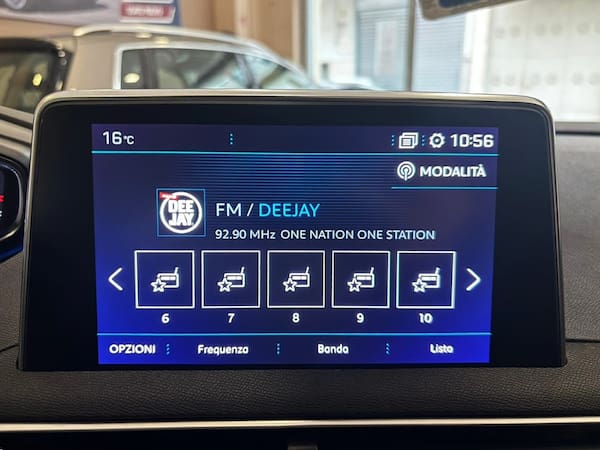 16°C 10:56
MODALITÀ
DEE
JAY
FM / DEEJAY
92.90 MHz ONE NATION ONE STATION
6 7 8 9 10
OPZIONI Frequenza Banda Lista